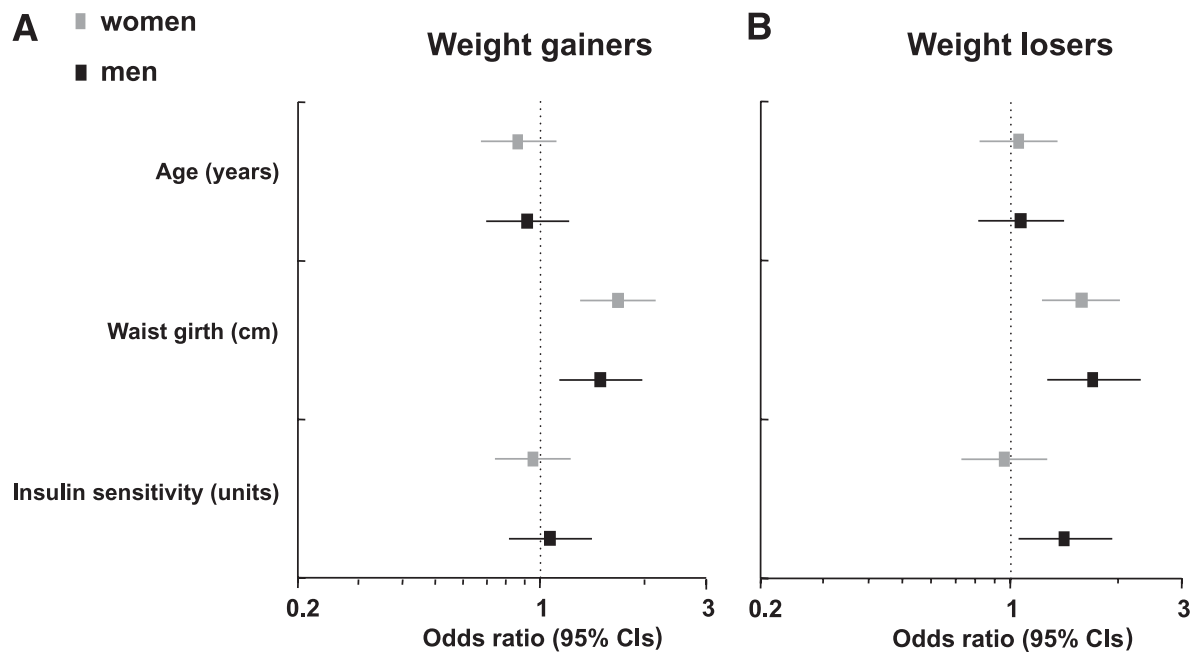 A
women
men
Weight gainers
Age (years)
Waist girth (cm)
Insulin sensitivity (units)
0.2
1
3
Odds ratio (95% CIs)
B
Weight losers
0.2
1
3
Odds ratio (95% CIs)